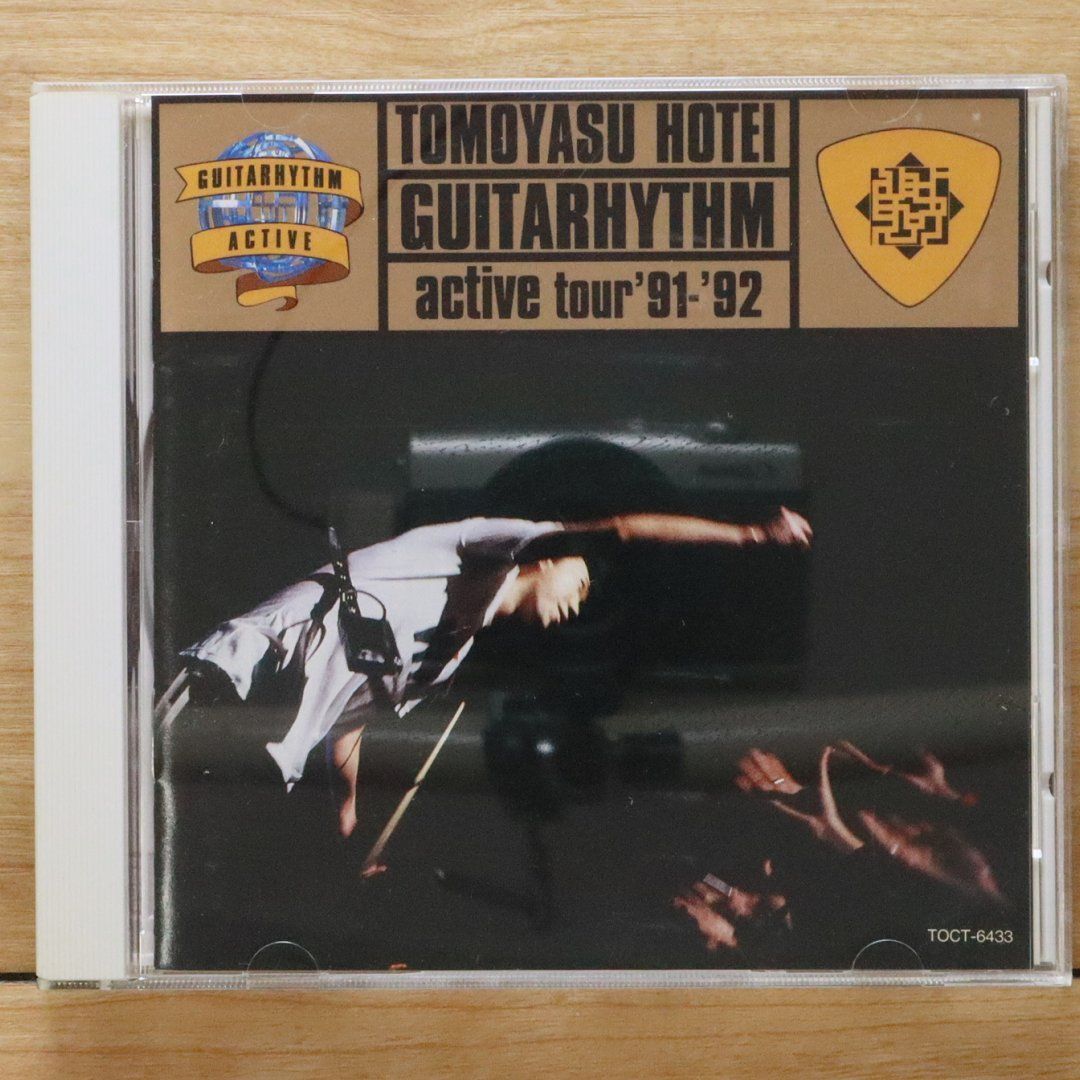 GUITARHYTHM
ACTIVE
TOMOYASU HOTEI
GUITARHYTHM
active tour '91-'92
TOCT-6433